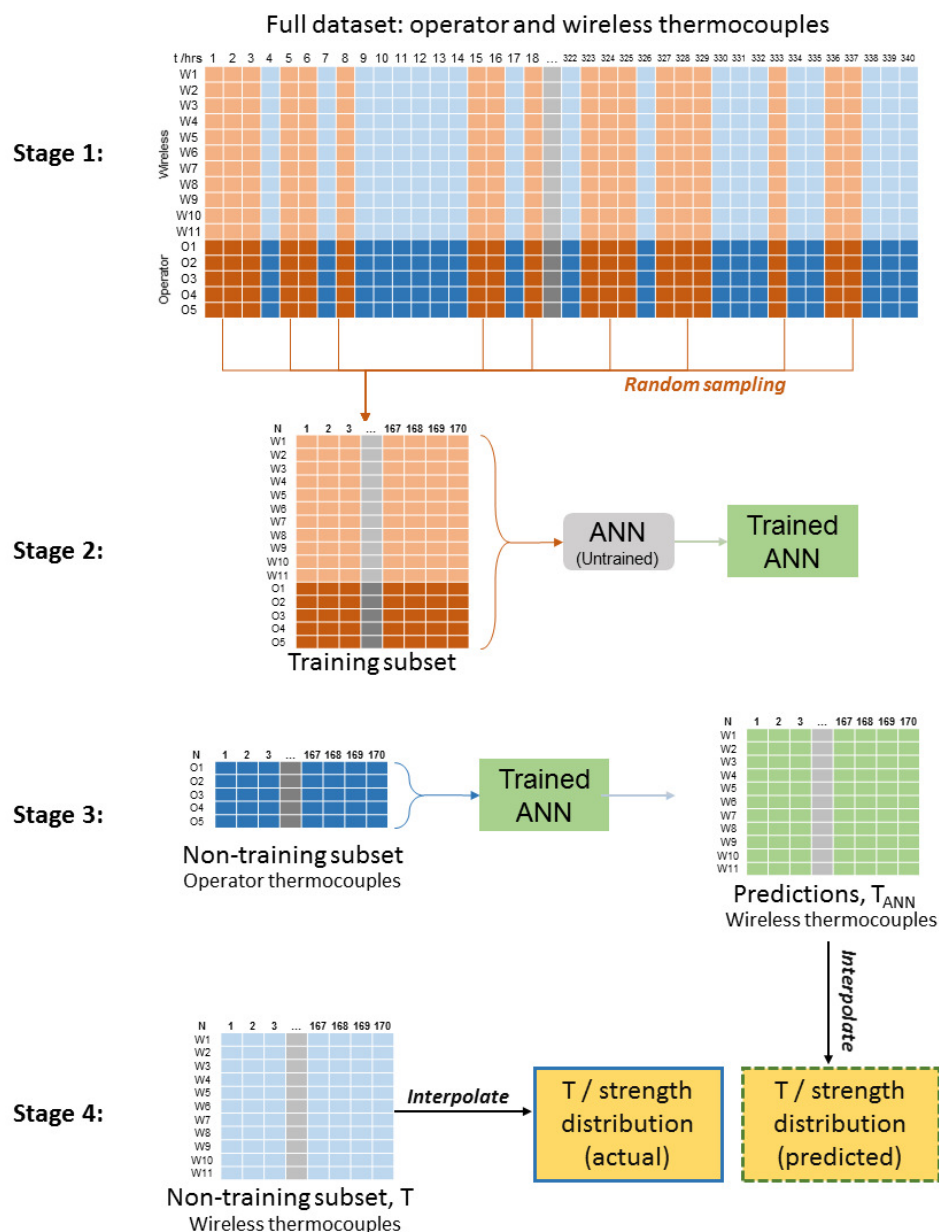 Full dataset: operator and wireless thermocouples
t /hrs 1 2 3 4 5 6 7 8 9 10 11 12 13 14 15 16 17 18 ... 322 323 324 325 326 327 328 329 330 331 332 333 334 335 336 337 338 339 340
Stage 1:
Wireless
W1
W2
W3
W4
W5
W6
W7
W8
W9
W10
W11
Operator
O1
O2
O3
O4
O5
Random sampling
Stage 2:
N 1 2 3 ... 167 168 169 170
W1
W2
W3
W4
W5
W6
W7
W8
W9
W10
W11
O1
O2
O3
O4
O5
Training subset
ANN
(Untrained)
Trained
ANN
Stage 3:
N 1 2 3 ... 167 168 169 170
O1
O2
O3
O4
O5
Non-training subset
Operator thermocouples
Trained
ANN
N 1 2 3 ... 167 168 169 170
W1
W2
W3
W4
W5
W6
W7
W8
W9
W10
W11
Predictions, TANN
Wireless thermocouples
Interpolate
Stage 4:
N 1 2 3 ... 167 168 169 170
W1
W2
W3
W4
W5
W6
W7
W8
W9
W10
W11
Non-training subset, T
Wireless thermocouples
Interpolate
T / strength
distribution
(actual)
T / strength
distribution
(predicted)